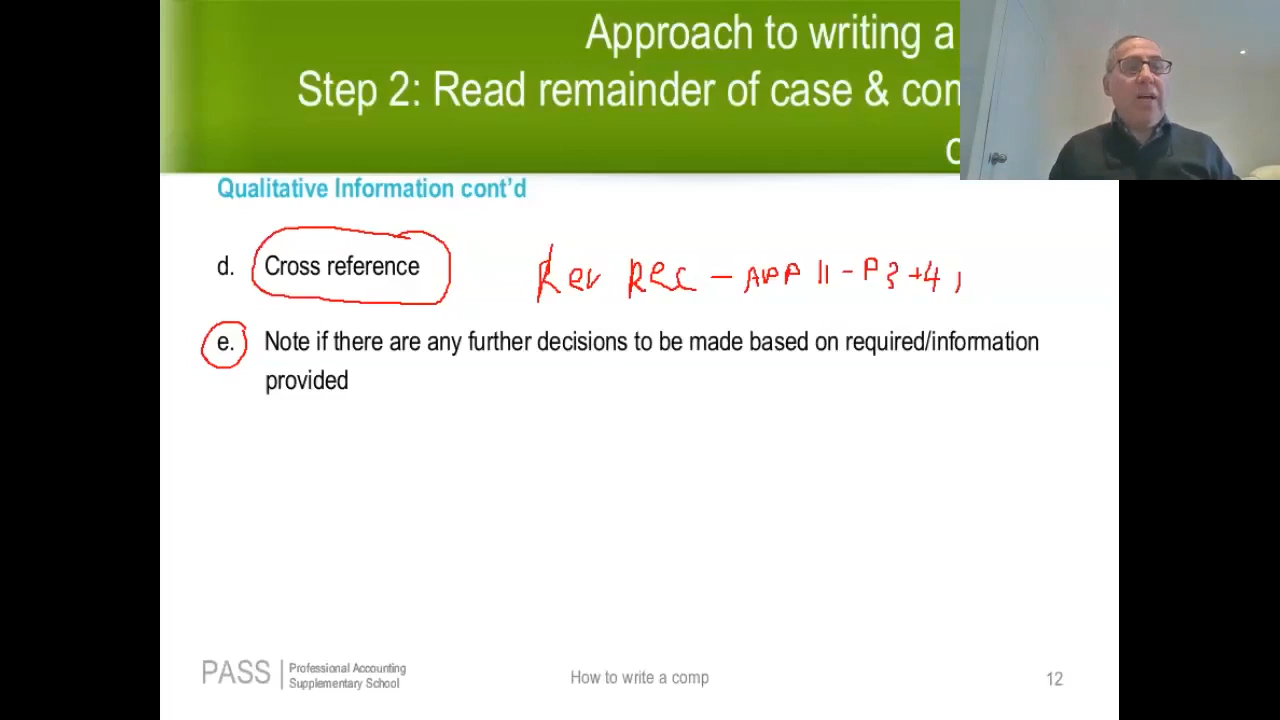 Approach to writing a
Step 2: Read remainder of case & con
Qualitative Information cont'd
d. Cross reference
Rev Rec – APP II – P3 + 4,
e. Note if there are any further decisions to be made based on required/information
provided
PASS
Professional Accounting
Supplementary School
How to write a comp
12